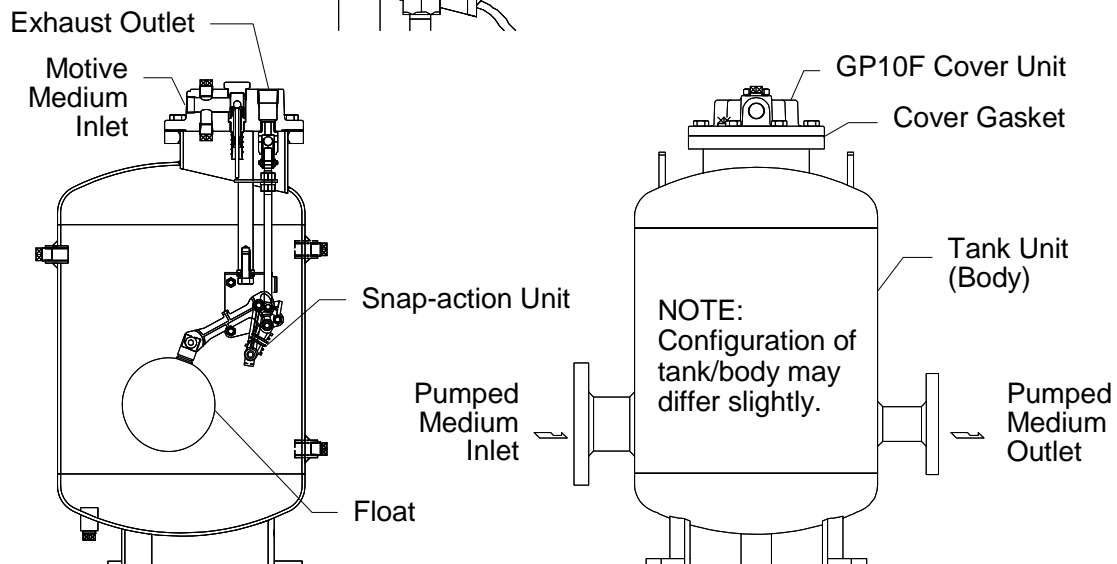 Exhaust Outlet
Motive
Medium
Inlet
Snap-action Unit
Float
GP10F Cover Unit
Cover Gasket
Tank Unit
(Body)
NOTE:
Configuration of
tank/body may
differ slightly.
Pumped
Medium
Inlet
Pumped
Medium
Outlet